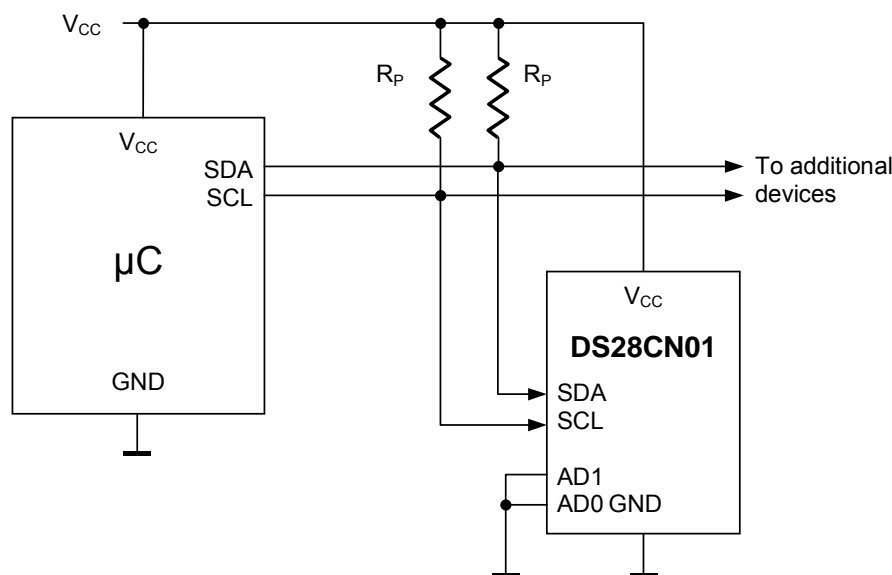 VCC
RP
RP
VCC
SDA
SCL
µC
GND
To additional
devices
VCC
DS28CN01
SDA
SCL
AD1
AD0 GND